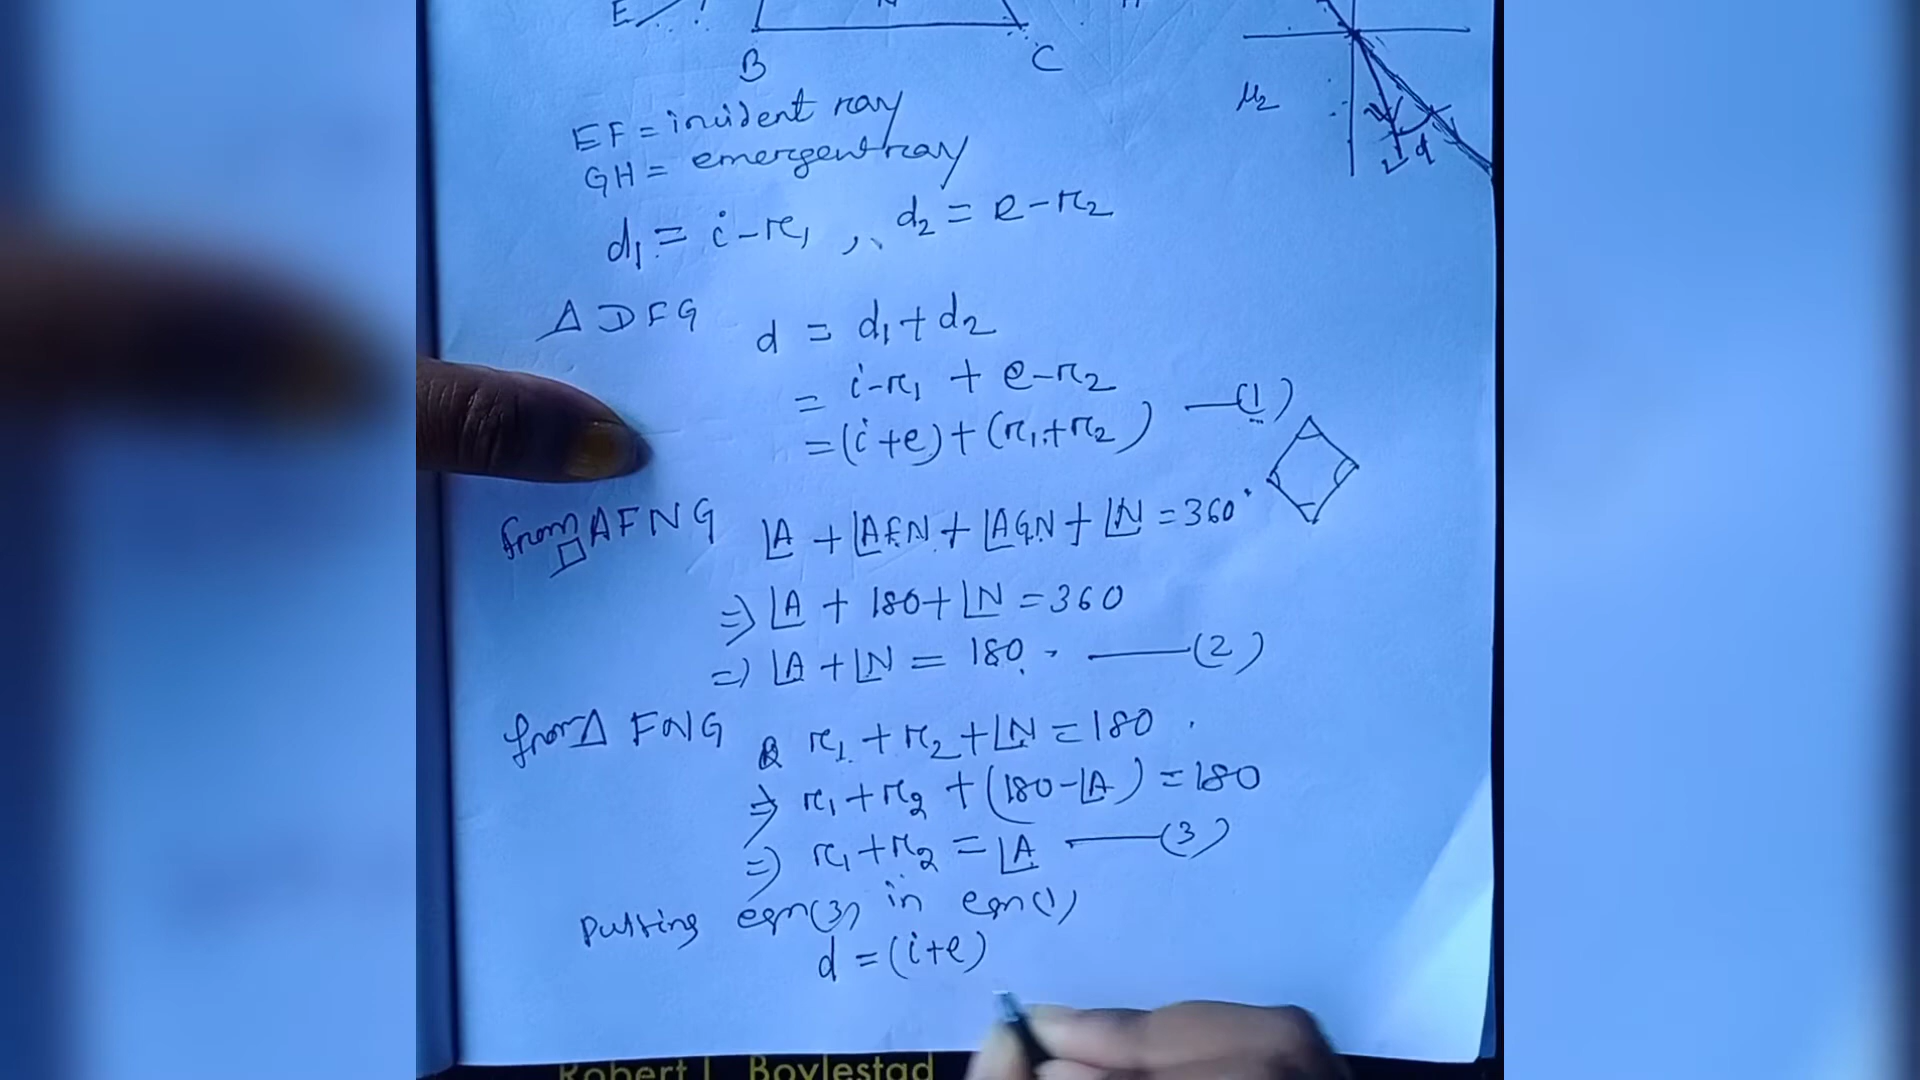 E
B
C
μ2
d
EF = incident ray
GH = emergent ray
d1 = i-r1, d2 = e-r2
Δ DFG d = d1+d2
= i-r1 + e-r2
=(i+e)+(r1+r2) —(1)
from □ AFNG ∠A + ∠AFN + ∠AGN + ∠N = 360°
⇒ ∠A + 180 + ∠N = 360
⇒ ∠A + ∠N = 180. —(2)
from Δ FNG r1 + r2 + ∠N = 180.
⇒ r1 + r2 + (180-∠A) = 180
⇒ r1 + r2 = ∠A —(3)
Putting eqn(3) in eqn(1)
d = (i+e)
Robert L Boylestad